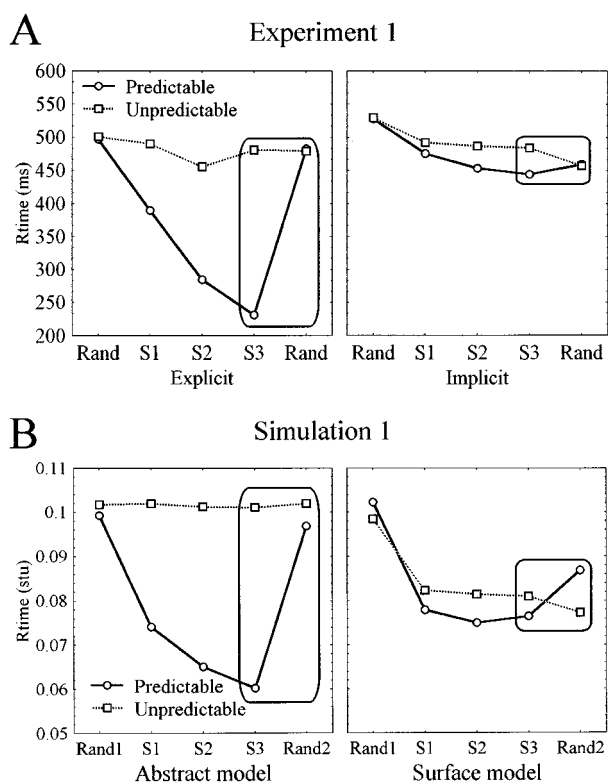 A
Experiment 1
600
550
500
450
400
350
300
250
200
Rtime (ms)
Predictable
Unpredictable
Rand S1 S2 S3 Rand
Explicit
Rand S1 S2 S3 Rand
Implicit
B
Simulation 1
0.11
0.1
0.09
0.08
0.07
0.06
0.05
Rtime (stu)
Predictable
Unpredictable
Rand1 S1 S2 S3 Rand2
Abstract model
Rand1 S1 S2 S3 Rand2
Surface model